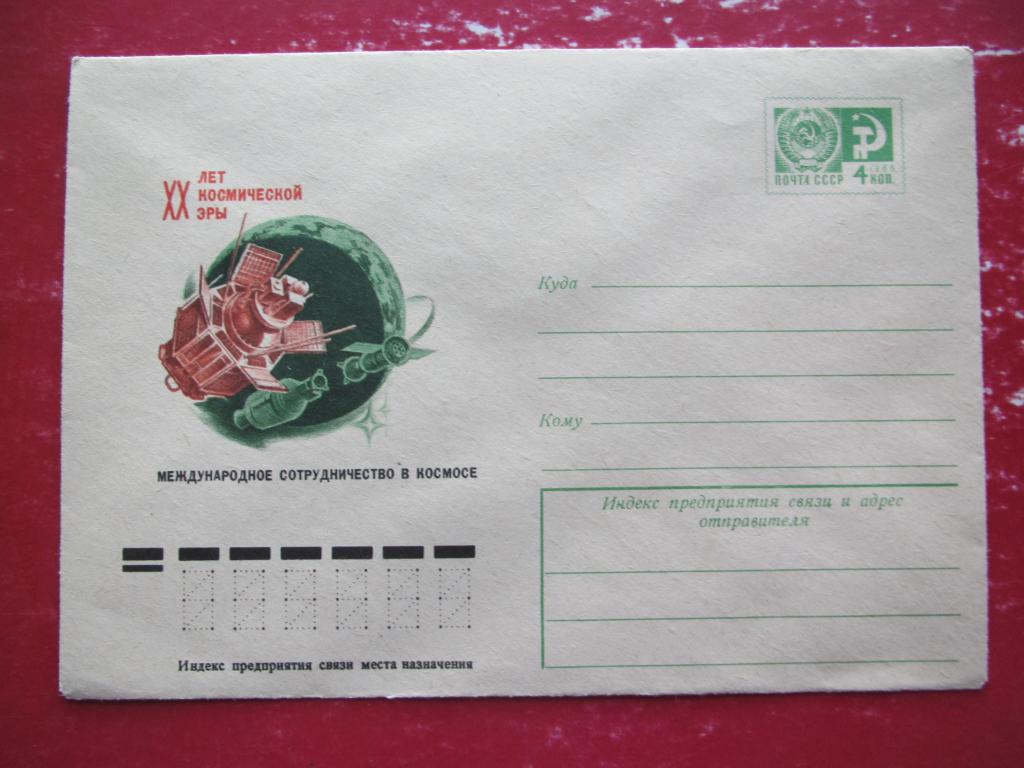 ПОЧТА СССР
1966
4 КОП.
XX ЛЕТ
КОСМИЧЕСКОЙ
ЭРЫ
МЕЖДУНАРОДНОЕ СОТРУДНИЧЕСТВО В КОСМОСЕ
Куда
Кому
Индекс предприятия связи и адрес
отправителя
Индекс предприятия связи места назначения